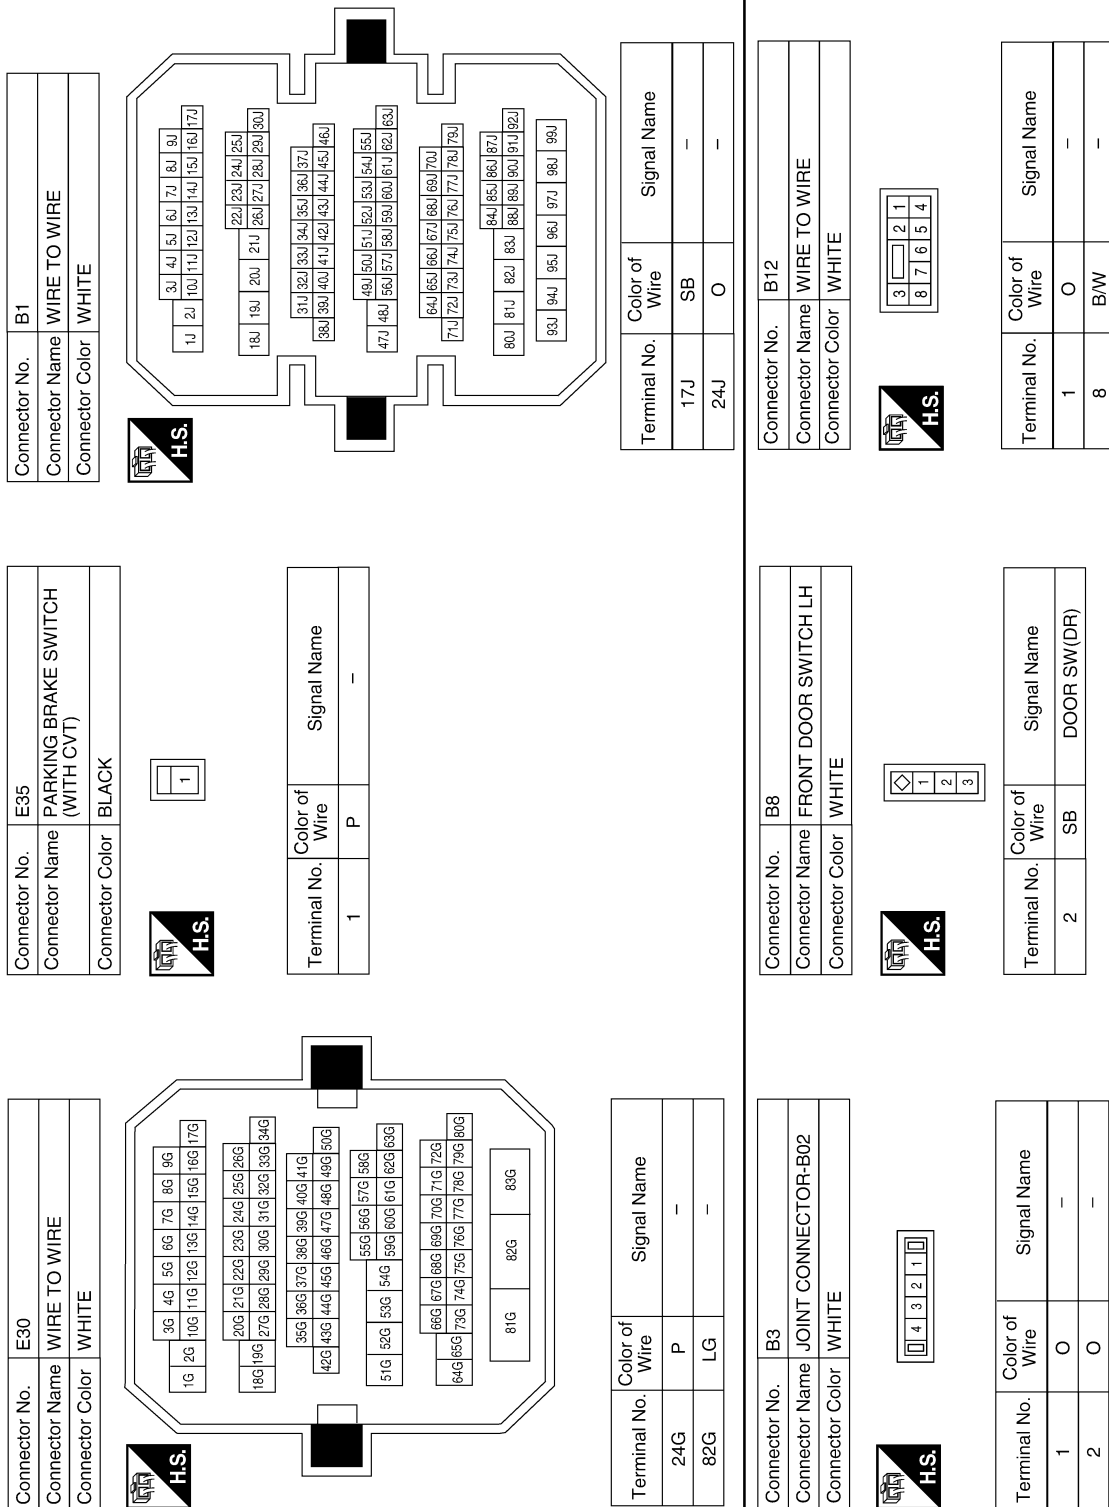 Connector No. E30
Connector Name WIRE TO WIRE
Connector Color WHITE
H.S.
3G 4G 5G 6G 7G 8G 9G
1G 2G 10G 11G 12G 13G 14G 15G 16G 17G
20G 21G 22G 23G 24G 25G 26G
18G 19G 27G 28G 29G 30G 31G 32G 33G 34G
35G 36G 37G 38G 39G 40G 41G
42G 43G 44G 45G 46G 47G 48G 49G 50G
55G 56G 57G 58G
51G 52G 53G 54G 59G 60G 61G 62G 63G
66G 67G 68G 69G 70G 71G 72G
64G 65G 73G 74G 75G 76G 77G 78G 79G 80G
81G 82G 83G
Terminal No. Color of Wire Signal Name
24G P –
82G LG –
Connector No. E35
Connector Name PARKING BRAKE SWITCH
(WITH CVT)
Connector Color BLACK
H.S.
1
Terminal No. Color of Wire Signal Name
1 P –
Connector No. B1
Connector Name WIRE TO WIRE
Connector Color WHITE
H.S.
3J 4J 5J 6J 7J 8J 9J
1J 2J 10J 11J 12J 13J 14J 15J 16J 17J
22J 23J 24J 25J
18J 19J 20J 21J 26J 27J 28J 29J 30J
31J 32J 33J 34J 35J 36J 37J
38J 39J 40J 41J 42J 43J 44J 45J 46J
49J 50J 51J 52J 53J 54J 55J
47J 48J 56J 57J 58J 59J 60J 61J 62J 63J
64J 65J 66J 67J 68J 69J 70J
71J 72J 73J 74J 75J 76J 77J 78J 79J
84J 85J 86J 87J
80J 81J 82J 83J 88J 89J 90J 91J 92J
93J 94J 95J 96J 97J 98J 99J
Terminal No. Color of Wire Signal Name
17J SB –
24J O –
Connector No. B3
Connector Name JOINT CONNECTOR-B02
Connector Color WHITE
H.S.
4 3 2 1
Terminal No. Color of Wire Signal Name
1 O –
2 O –
Connector No. B8
Connector Name FRONT DOOR SWITCH LH
Connector Color WHITE
H.S.
1
2
3
Terminal No. Color of Wire Signal Name
2 SB DOOR SW(DR)
Connector No. B12
Connector Name WIRE TO WIRE
Connector Color WHITE
H.S.
3 2 1
8 7 6 5 4
Terminal No. Color of Wire Signal Name
1 O –
8 B/W –